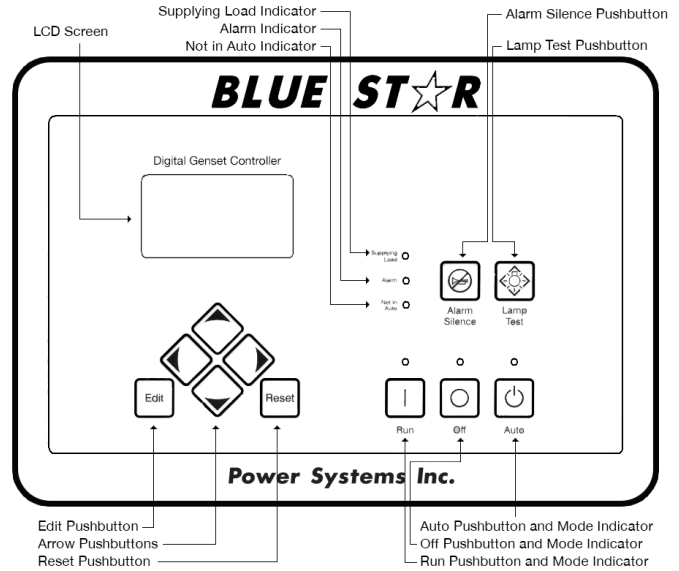 Supplying Load Indicator
Alarm Indicator
Not in Auto Indicator
LCD Screen
Alarm Silence Pushbutton
Lamp Test Pushbutton
BLUE ST☆R
Digital Genset Controller
Supplying
Load
Alarm
Not in
Auto
Alarm
Silence
Lamp
Test
Edit
Reset
Run
Off
Auto
Power Systems Inc.
Edit Pushbutton
Arrow Pushbuttons
Reset Pushbutton
Auto Pushbutton and Mode Indicator
Off Pushbutton and Mode Indicator
Run Pushbutton and Mode Indicator